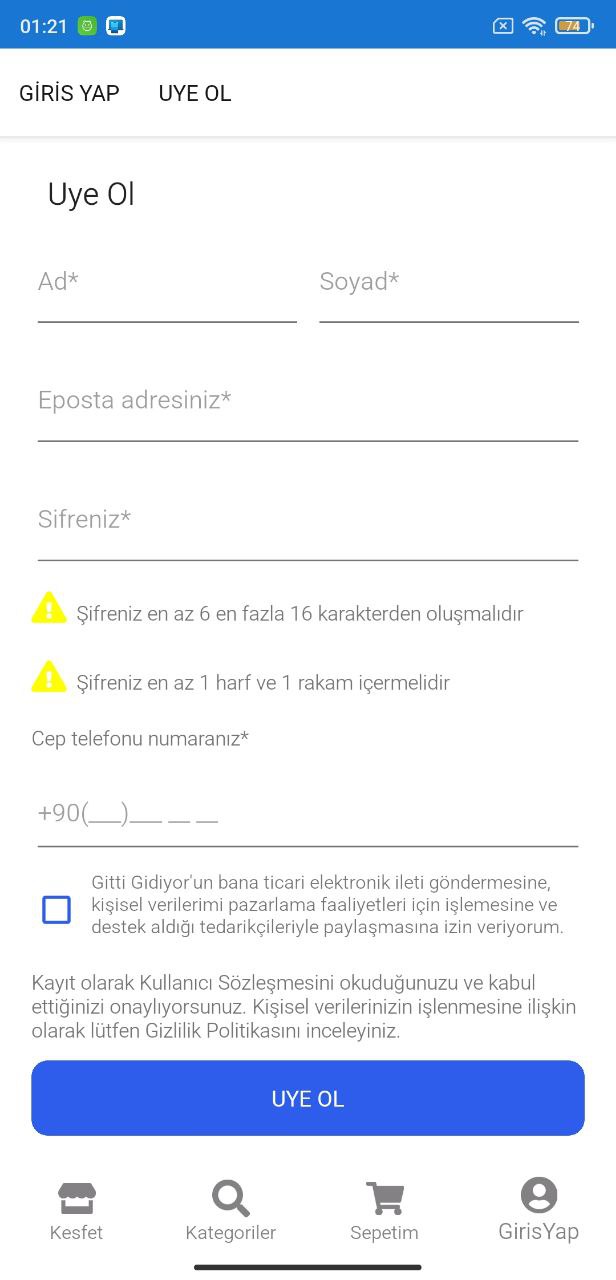 01:21
74
GİRİS YAP UYE OL
Uye Ol
Ad* Soyad*
Eposta adresiniz*
Sifreniz*
Şifreniz en az 6 en fazla 16 karakterden oluşmalıdır
Şifreniz en az 1 harf ve 1 rakam içermelidir
Cep telefonu numaranız*
+90(___)___ __ __
Gitti Gidiyor'un bana ticari elektronik ileti göndermesine,
kişisel verilerimi pazarlama faaliyetleri için işlemesine ve
destek aldığı tedarikçileriyle paylaşmasına izin veriyorum.
Kayıt olarak Kullanıcı Sözleşmesini okuduğunuzu ve kabul
ettiğinizi onaylıyorsunuz. Kişisel verilerinizin işlenmesine ilişkin
olarak lütfen Gizlilik Politikasını inceleyiniz.
UYE OL
Kesfet Kategoriler Sepetim GirisYap